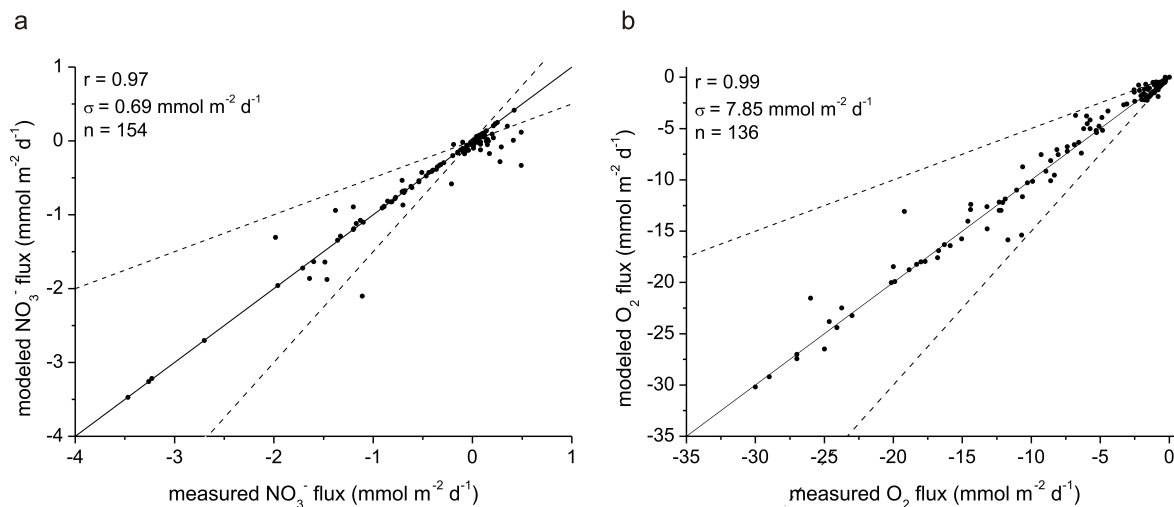 a
r = 0.97
σ = 0.69 mmol m⁻² d⁻¹
n = 154
modeled NO₃⁻ flux (mmol m⁻² d⁻¹)
1
0
-1
-2
-3
-4
-4
-3
-2
-1
0
1
measured NO₃⁻ flux (mmol m⁻² d⁻¹)
b
r = 0.99
σ = 7.85 mmol m⁻² d⁻¹
n = 136
modeled O₂ flux (mmol m⁻² d⁻¹)
0
-5
-10
-15
-20
-25
-30
-35
-35
-30
-25
-20
-15
-10
-5
0
measured O₂ flux (mmol m⁻² d⁻¹)